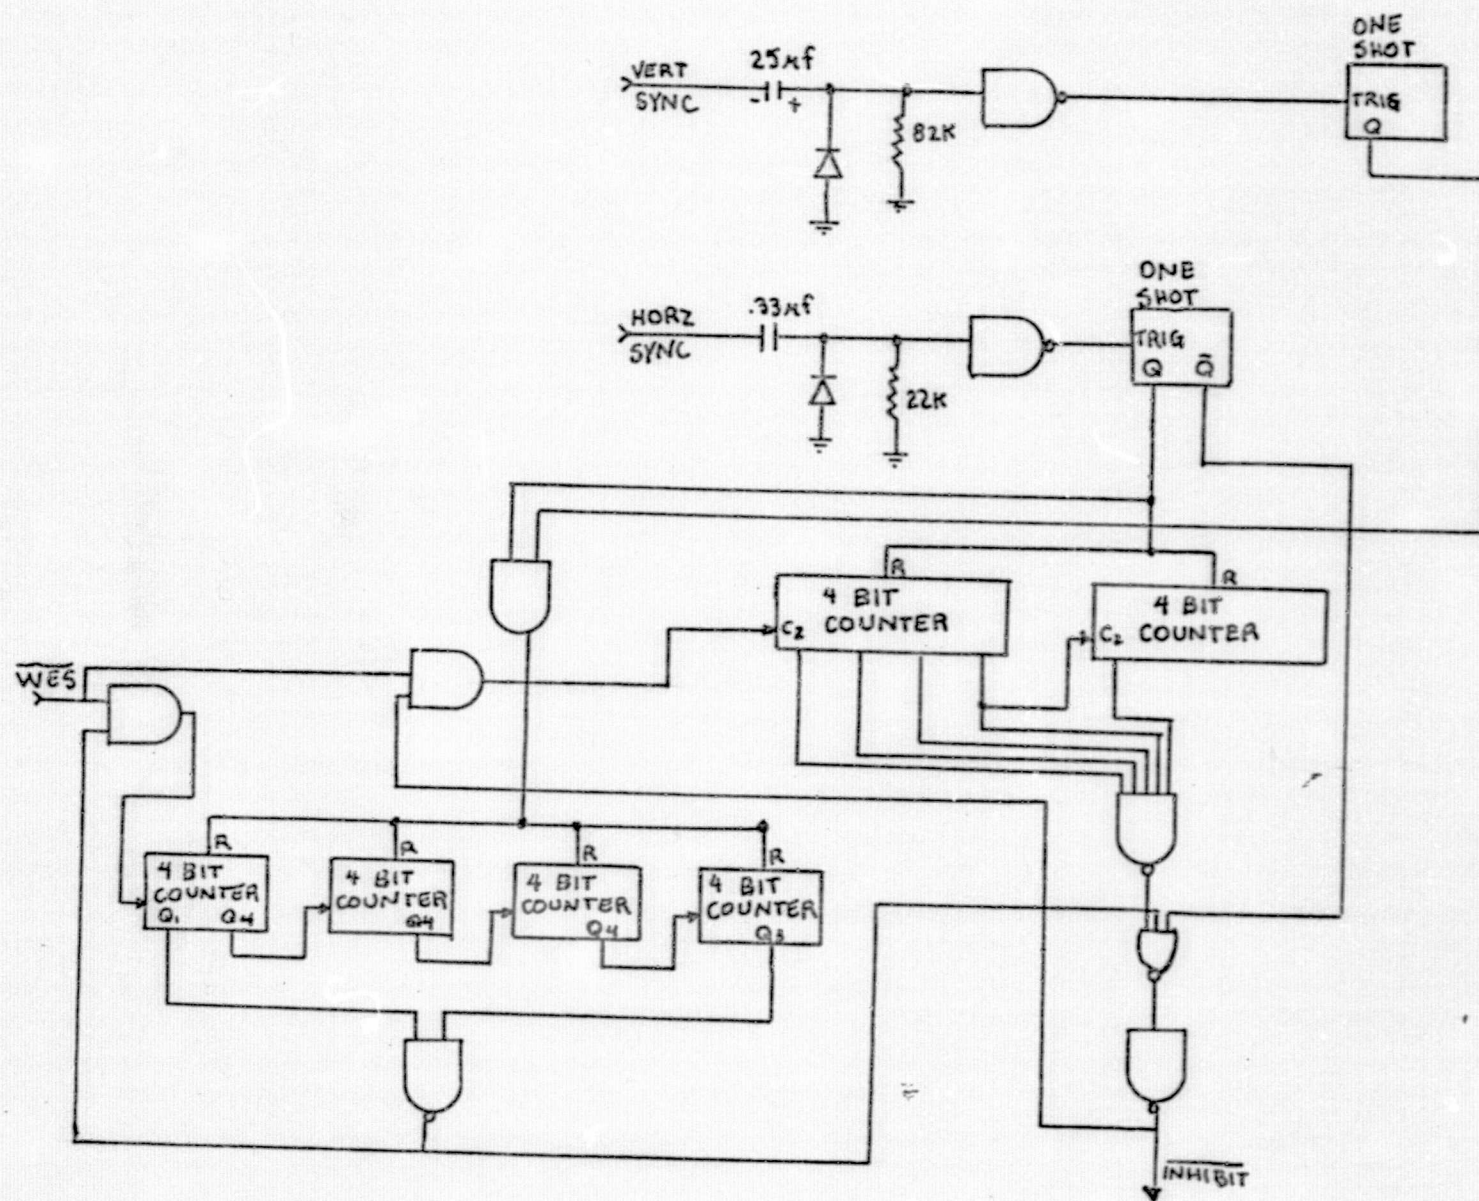 ONE
SHOT
VERT
SYNC
25μf
- +
TRIG
Q
82K
ONE
SHOT
HORZ
SYNC
.33μf
TRIG
Q Q̅
22K
R
4 BIT
COUNTER
C2
R
4 BIT
COUNTER
C2
W̅E̅S̅
R
4 BIT
COUNTER
Q1 Q4
R
4 BIT
COUNTER
Q4
R
4 BIT
COUNTER
Q4
R
4 BIT
COUNTER
Q3
I̅N̅H̅I̅B̅I̅T̅